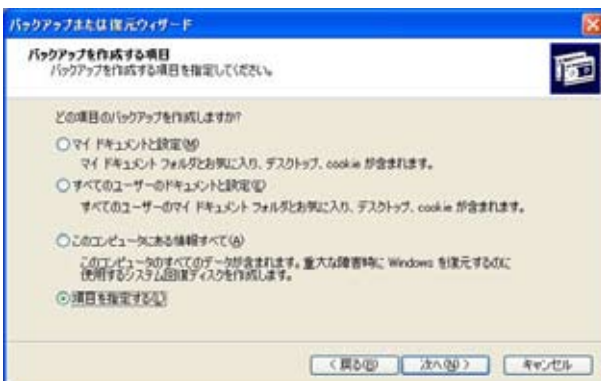 バックアップまたは復元ウィザード
バックアップを作成する項目
バックアップを作成する項目を指定してください。
どの項目のバックアップを作成しますか?
マイ ドキュメントと設定(M)
マイ ドキュメント フォルダとお気に入り、デスクトップ、cookie が含まれます。
すべてのユーザーのドキュメントと設定(E)
すべてのユーザーのマイ ドキュメント フォルダとお気に入り、デスクトップ、cookie が含まれます。
このコンピュータにある情報すべて(A)
このコンピュータのすべてのデータが含まれます。重大な障害時に Windows を復元するのに
使用するシステム回復ディスクを作成します。
項目を指定する(L)
< 戻る(B)
次へ(N) >
キャンセル